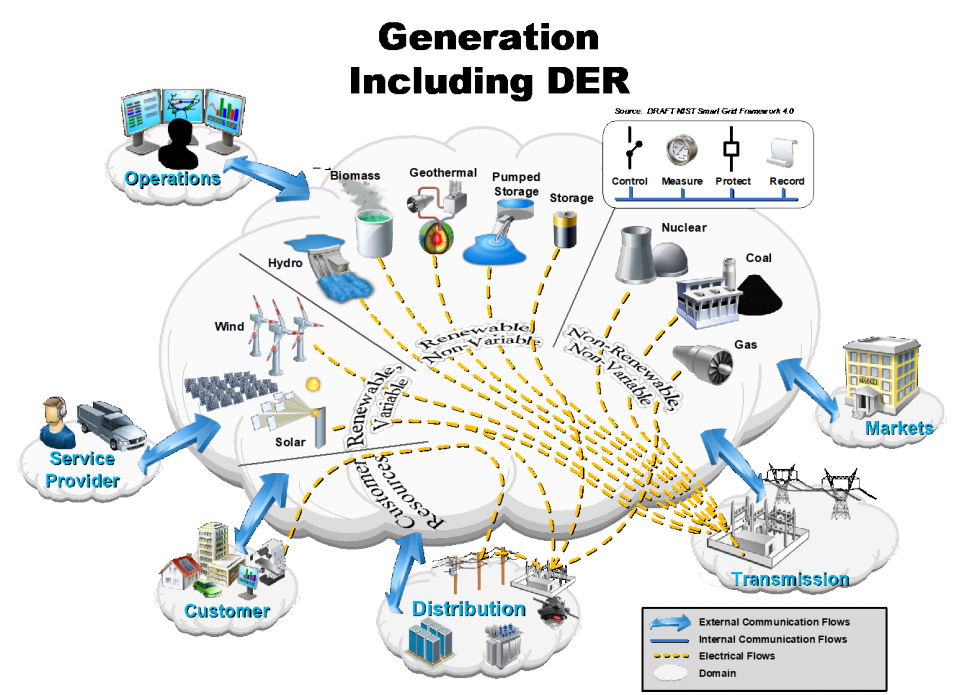 Generation
Including DER
Source: DRAFT NIST Smart Grid Framework 4.0
Control
Measure
Protect
Record
Operations
Biomass
Geothermal
Pumped
Storage
Storage
Nuclear
Coal
Hydro
Wind
Gas
Renewable,
Non-Variable
Non-Renewable,
Non-Variable
Renewable,
Variable
Solar
Customer
Resources
Service
Provider
MARKET
Markets
Customer
Distribution
Transmission
External Communication Flows
Internal Communication Flows
Electrical Flows
Domain